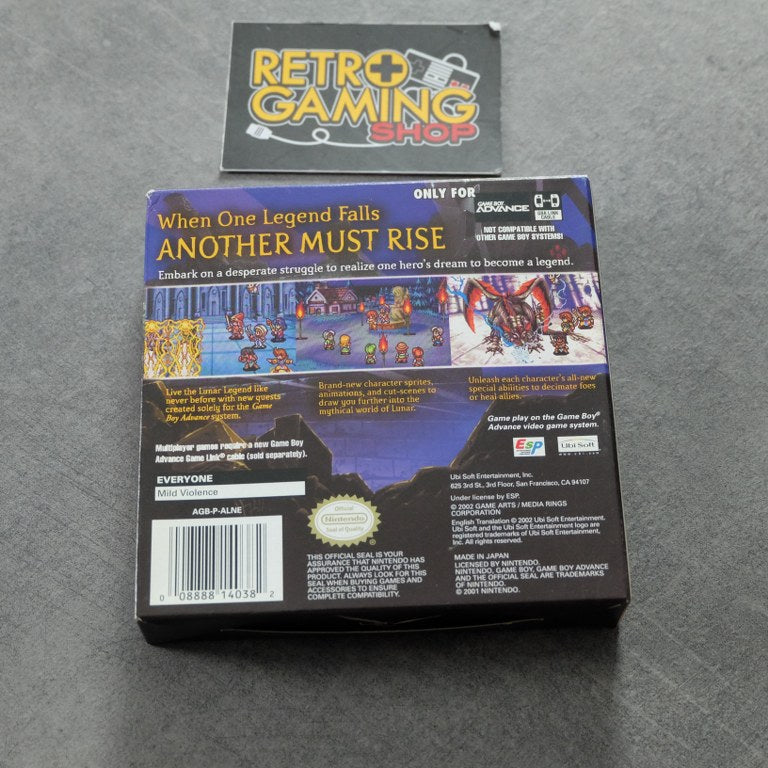 RETRO
GAMING
SHOP
ONLY FOR
GAME BOY
ADVANCE
GBA LINK
CABLE
NOT COMPATIBLE WITH
OTHER GAME BOY SYSTEMS!
When One Legend Falls
ANOTHER MUST RISE
Embark on a desperate struggle to realize one hero's dream to become a legend.
Live the Lunar Legend like
never before with new quests
created solely for the Game
Boy Advance system.
Brand-new character sprites,
animations, and cut-scenes to
draw you further into the
mythical world of Lunar.
Unleash each character's all-new
special abilities to decimate foes
or heal allies.
Game play on the Game Boy®
Advance video game system.
Multiplayer games require a new Game Boy
Advance Game Link® cable (sold separately).
Esp
Ubi Soft
EVERYONE
Mild Violence
AGB-P-ALNE
0 08888 14038 2
Official
Nintendo
Seal of Quality
THIS OFFICIAL SEAL IS YOUR
ASSURANCE THAT NINTENDO HAS
APPROVED THE QUALITY OF THIS
PRODUCT. ALWAYS LOOK FOR THIS
SEAL WHEN BUYING GAMES AND
ACCESSORIES TO ENSURE
COMPLETE COMPATIBILITY.
Ubi Soft Entertainment, Inc.
625 3rd St., 3rd Floor, San Francisco, CA 94107
Under license by ESP.
© 2002 GAME ARTS / MEDIA RINGS
CORPORATION
English Translation © 2002 Ubi Soft Entertainment.
Ubi Soft and the Ubi Soft Entertainment logo are
registered trademarks of Ubi Soft Entertainment,
Inc. All rights reserved.
MADE IN JAPAN
LICENSED BY NINTENDO.
NINTENDO, GAME BOY, GAME BOY ADVANCE
AND THE OFFICIAL SEAL ARE TRADEMARKS
OF NINTENDO.
© 2001 NINTENDO.